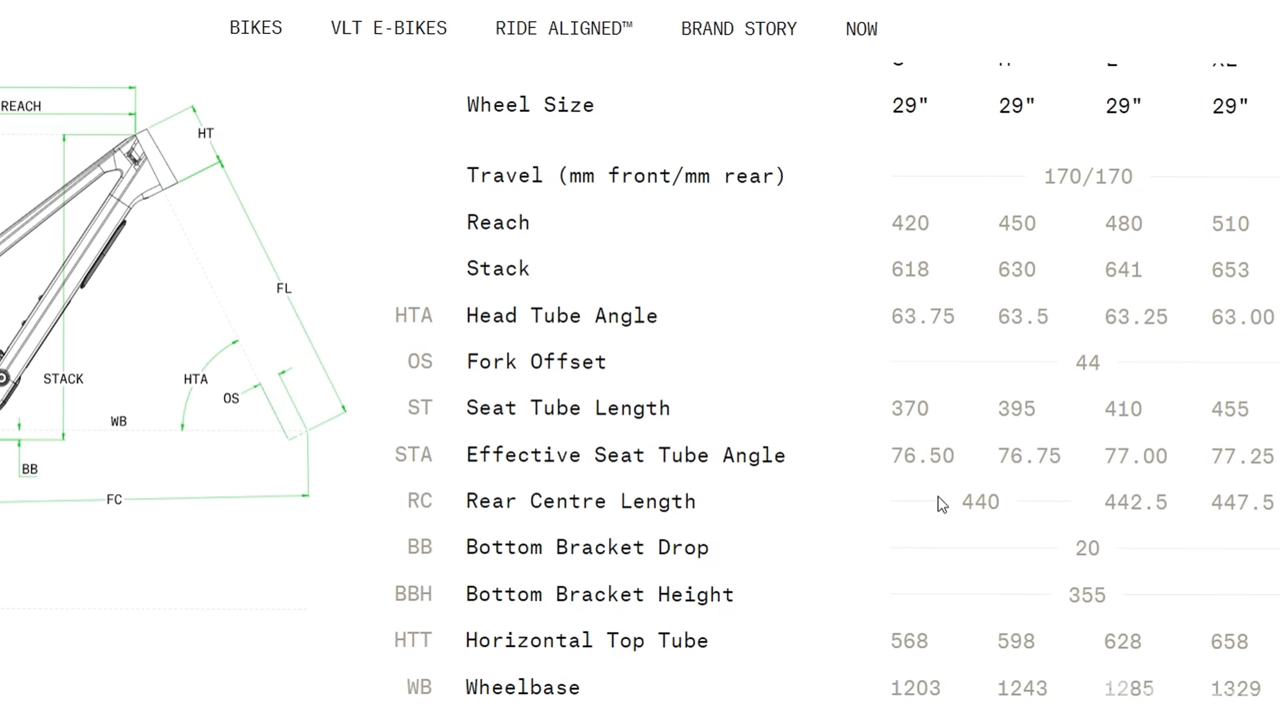 BIKES VLT E-BIKES RIDE ALIGNED™ BRAND STORY NOW
REACH
HT
FL
STACK
HTA
OS
WB
BB
FC
Wheel Size 29" 29" 29" 29"
Travel (mm front/mm rear) 170/170
Reach 420 450 480 510
Stack 618 630 641 653
HTA Head Tube Angle 63.75 63.5 63.25 63.00
OS Fork Offset 44
ST Seat Tube Length 370 395 410 455
STA Effective Seat Tube Angle 76.50 76.75 77.00 77.25
RC Rear Centre Length 440 442.5 447.5
BB Bottom Bracket Drop 20
BBH Bottom Bracket Height 355
HTT Horizontal Top Tube 568 598 628 658
WB Wheelbase 1203 1243 1285 1329